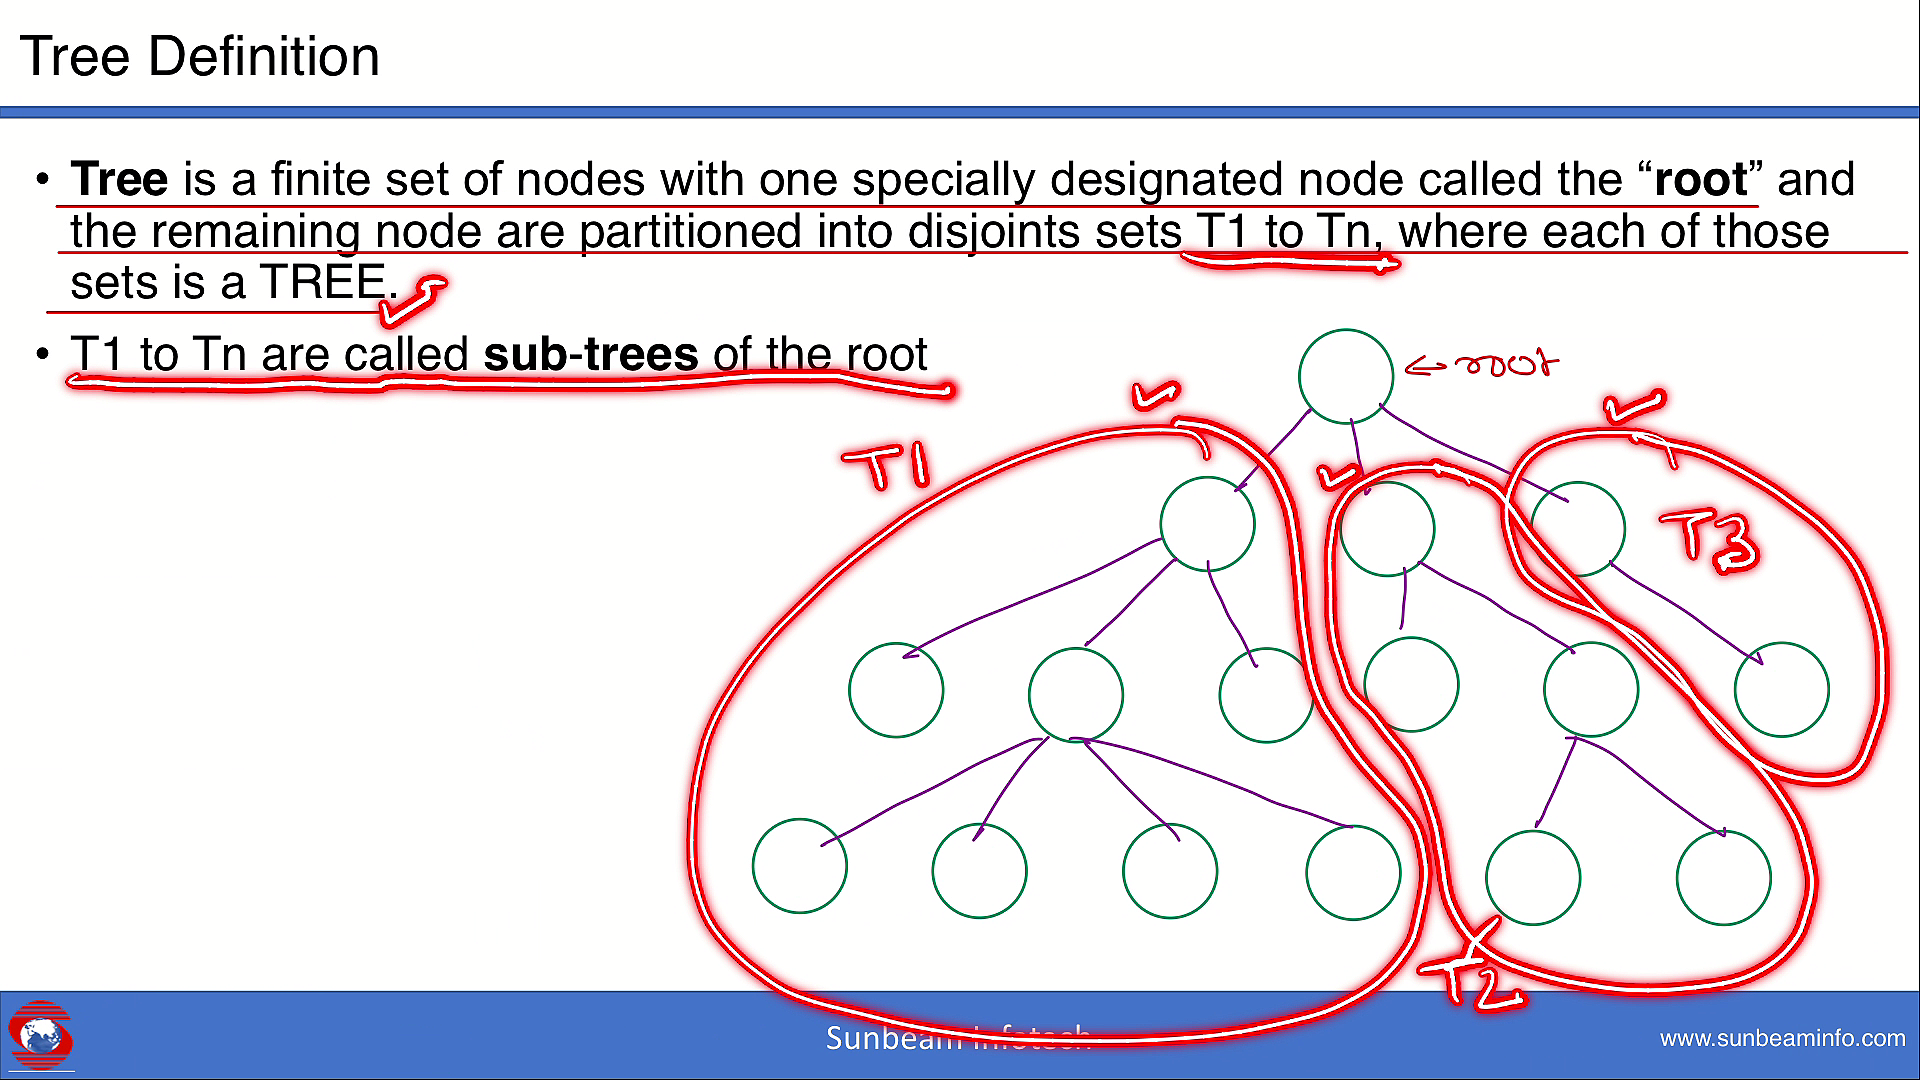 Tree Definition
• Tree is a finite set of nodes with one specially designated node called the “root” and
the remaining node are partitioned into disjoints sets T1 to Tn, where each of those
sets is a TREE.
• T1 to Tn are called sub-trees of the root
←root
T1
T3
T2
Sunbeam Infotech
www.sunbeaminfo.com